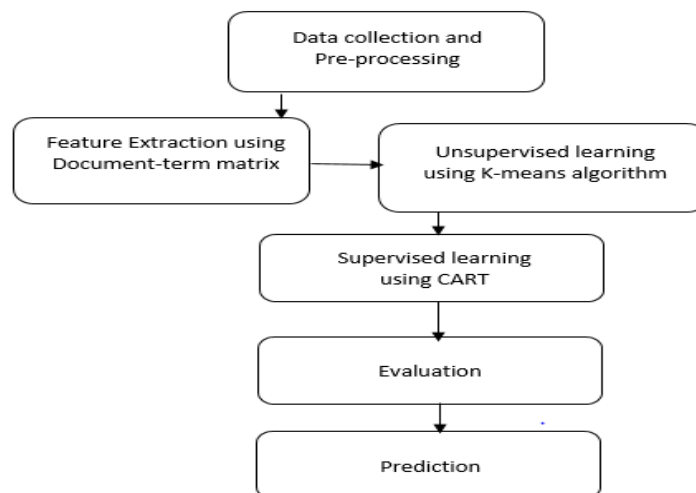 Data collection and
Pre-processing
Feature Extraction using
Document-term matrix
Unsupervised learning
using K-means algorithm
Supervised learning
using CART
Evaluation
Prediction